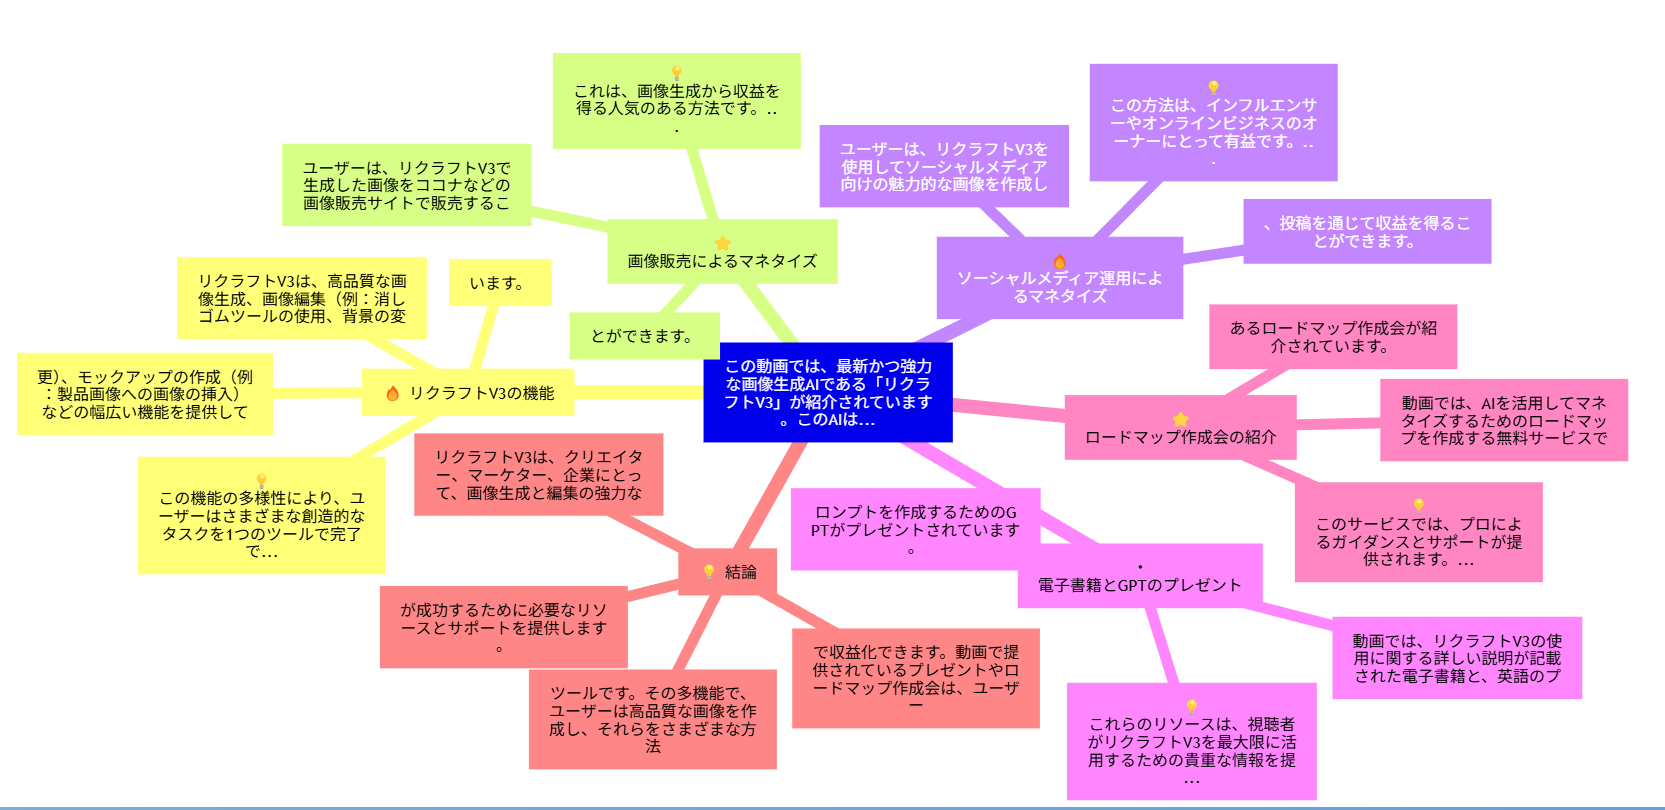 この動画では、最新かつ強力
な画像生成AIである「リクラ
フトV3」が紹介されています
。このAIは…
これは、画像生成から収益を
得る人気のある方法です。..
.
ユーザーは、リクラフトV3で
生成した画像をココナなどの
画像販売サイトで販売するこ
画像販売によるマネタイズ
とができます。
リクラフトV3は、高品質な画
像生成、画像編集（例：消し
ゴムツールの使用、背景の変
います。
更）、モックアップの作成（例
：製品画像への画像の挿入）
などの幅広い機能を提供して
リクラフトV3の機能
この機能の多様性により、ユ
ーザーはさまざまな創造的な
タスクを1つのツールで完了
で…
リクラフトV3は、クリエイタ
ー、マーケター、企業にとっ
て、画像生成と編集の強力な
結論
が成功するために必要なリソ
ースとサポートを提供します
。
ツールです。その多機能で、
ユーザーは高品質な画像を作
成し、それらをさまざまな方
法
で収益化できます。動画で提
供されているプレゼントやロ
ードマップ作成会は、ユーザ
ー
この方法は、インフルエンサ
ーやオンラインビジネスのオ
ーナーにとって有益です。..
.
ユーザーは、リクラフトV3を
使用してソーシャルメディア
向けの魅力的な画像を作成し
、投稿を通じて収益を得るこ
とができます。
ソーシャルメディア運用によ
るマネタイズ
あるロードマップ作成会が紹
介されています。
動画では、AIを活用してマネ
タイズするためのロードマッ
プを作成する無料サービスで
ロードマップ作成会の紹介
このサービスでは、プロによ
るガイダンスとサポートが提
供されます。…
ロンプトを作成するためのG
PTがプレゼントされています
。
•
電子書籍とGPTのプレゼント
動画では、リクラフトV3の使
用に関する詳しい説明が記載
された電子書籍と、英語のプ
これらのリソースは、視聴者
がリクラフトV3を最大限に活
用するための貴重な情報を提
…